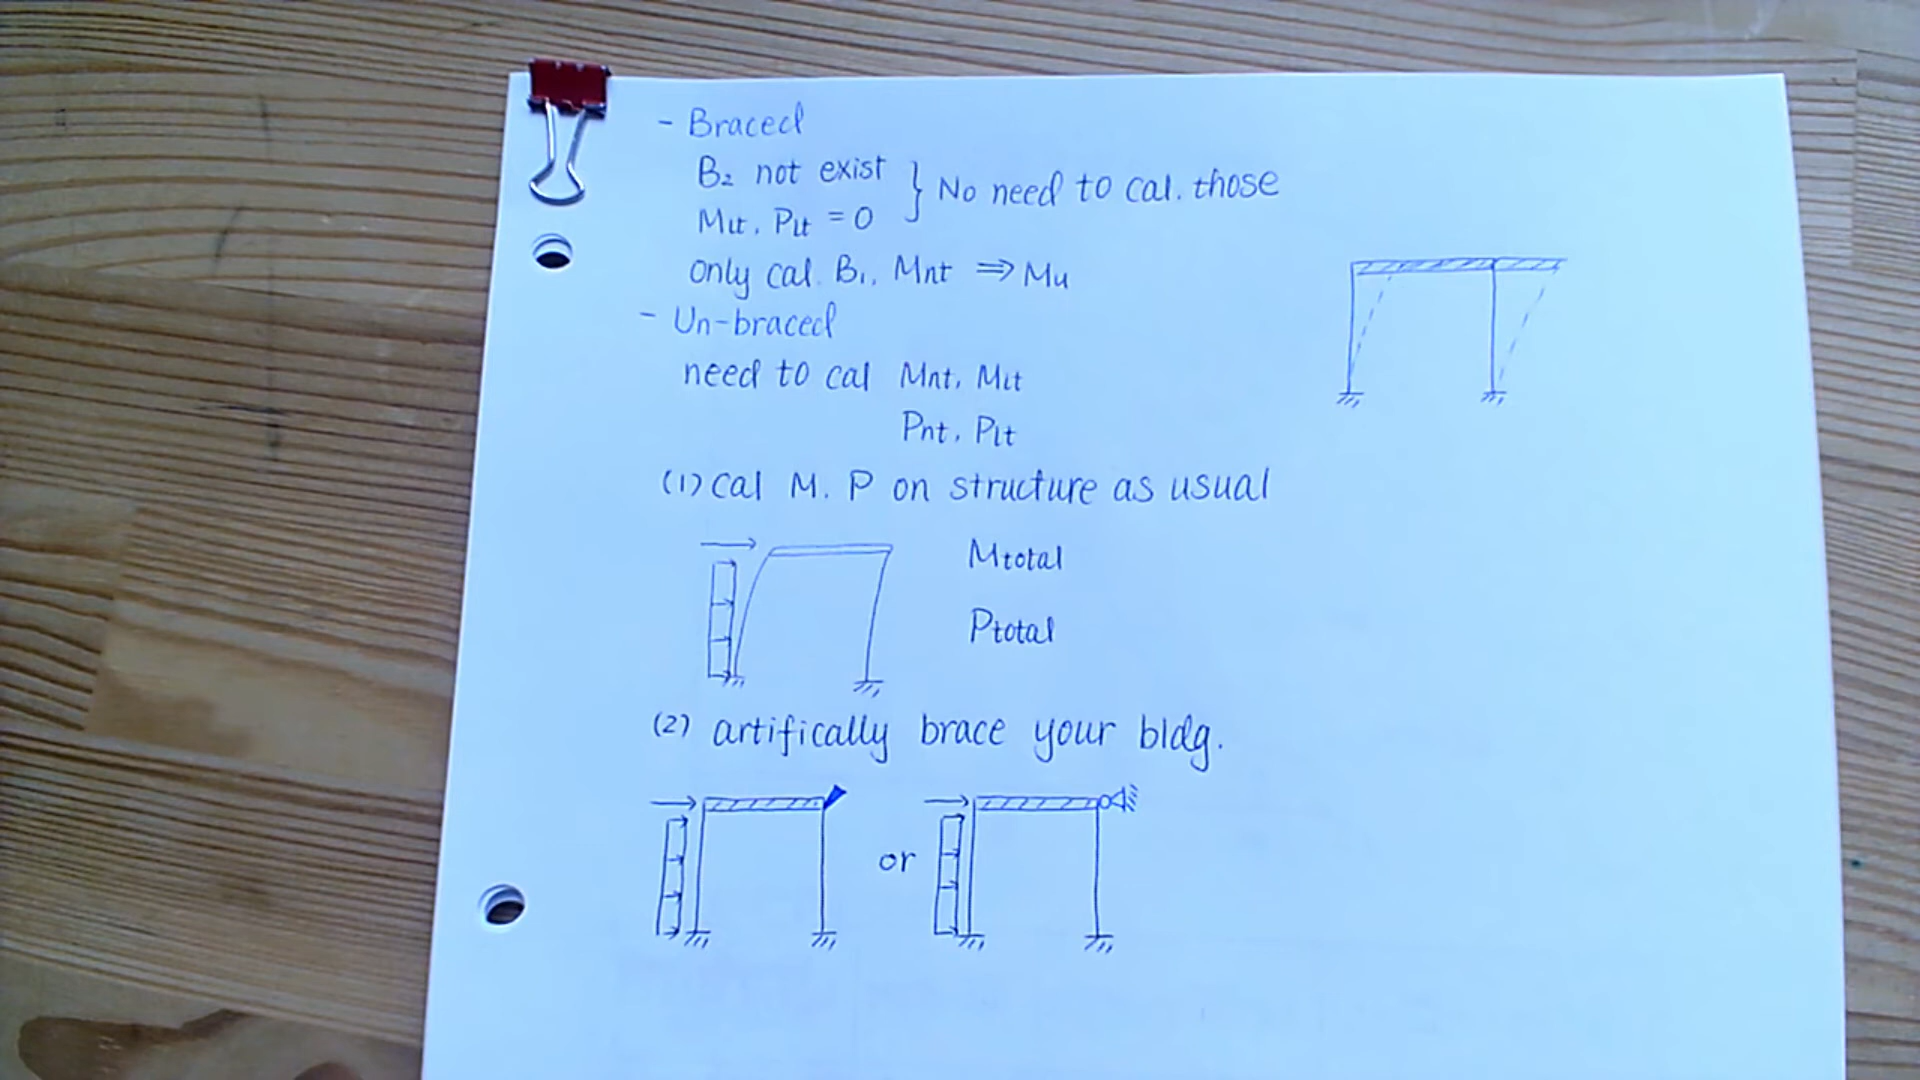 - Braced
B₂ not exist } No need to cal. those
Mlt, Plt = 0
only cal. B₁, Mnt ⇒ Mu
- Un-braced
need to cal Mnt, Mlt
Pnt, Plt
(1) cal M. P on structure as usual
Mtotal
Ptotal
(2) artifically brace your bldg.
or